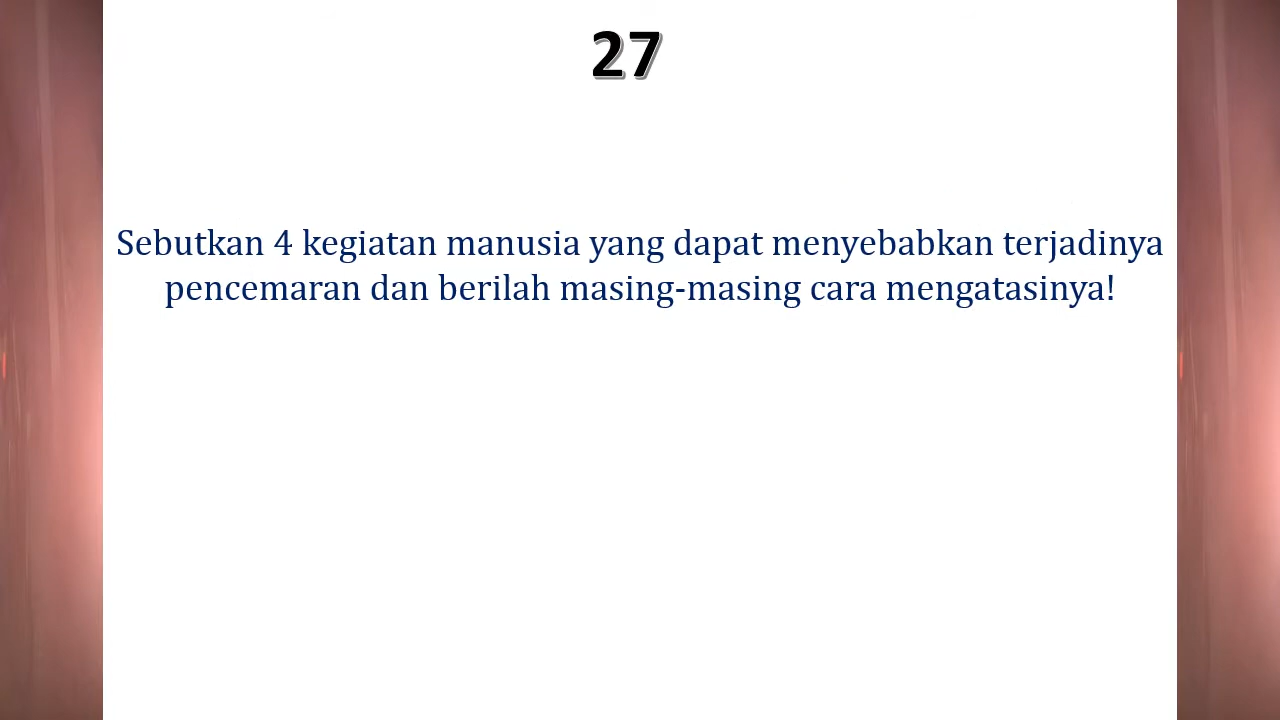 27
Sebutkan 4 kegiatan manusia yang dapat menyebabkan terjadinya
pencemaran dan berilah masing-masing cara mengatasinya!